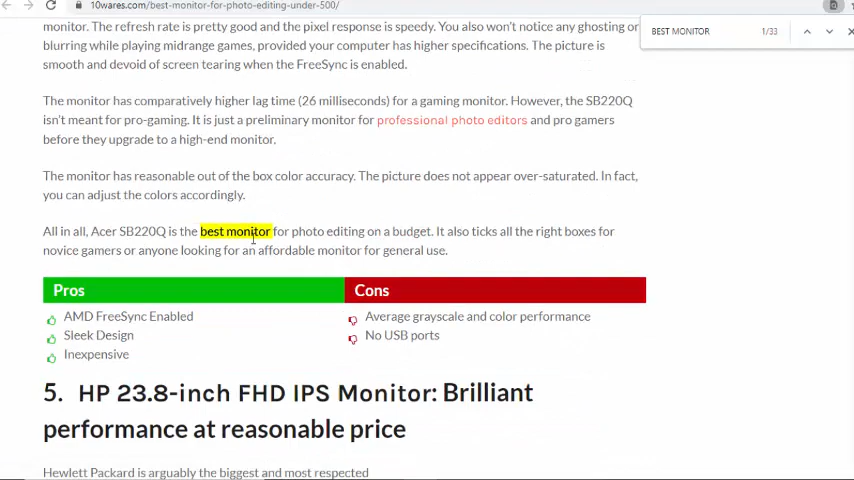 10wares.com/best-monitor-for-photo-editing-under-500/
BEST MONITOR
1/33
monitor. The refresh rate is pretty good and the pixel response is speedy. You also won't notice any ghosting or
blurring while playing midrange games, provided your computer has higher specifications. The picture is
smooth and devoid of screen tearing when the FreeSync is enabled.
The monitor has comparatively higher lag time (26 milliseconds) for a gaming monitor. However, the SB220Q
isn't meant for pro-gaming. It is just a preliminary monitor for professional photo editors and pro gamers
before they upgrade to a high-end monitor.
The monitor has reasonable out of the box color accuracy. The picture does not appear over-saturated. In fact,
you can adjust the colors accordingly.
All in all, Acer SB220Q is the best monitor for photo editing on a budget. It also ticks all the right boxes for
novice gamers or anyone looking for an affordable monitor for general use.
Pros
Cons
AMD FreeSync Enabled
Average grayscale and color performance
Sleek Design
No USB ports
Inexpensive
5. HP 23.8-inch FHD IPS Monitor: Brilliant
performance at reasonable price
Hewlett Packard is arguably the biggest and most respected